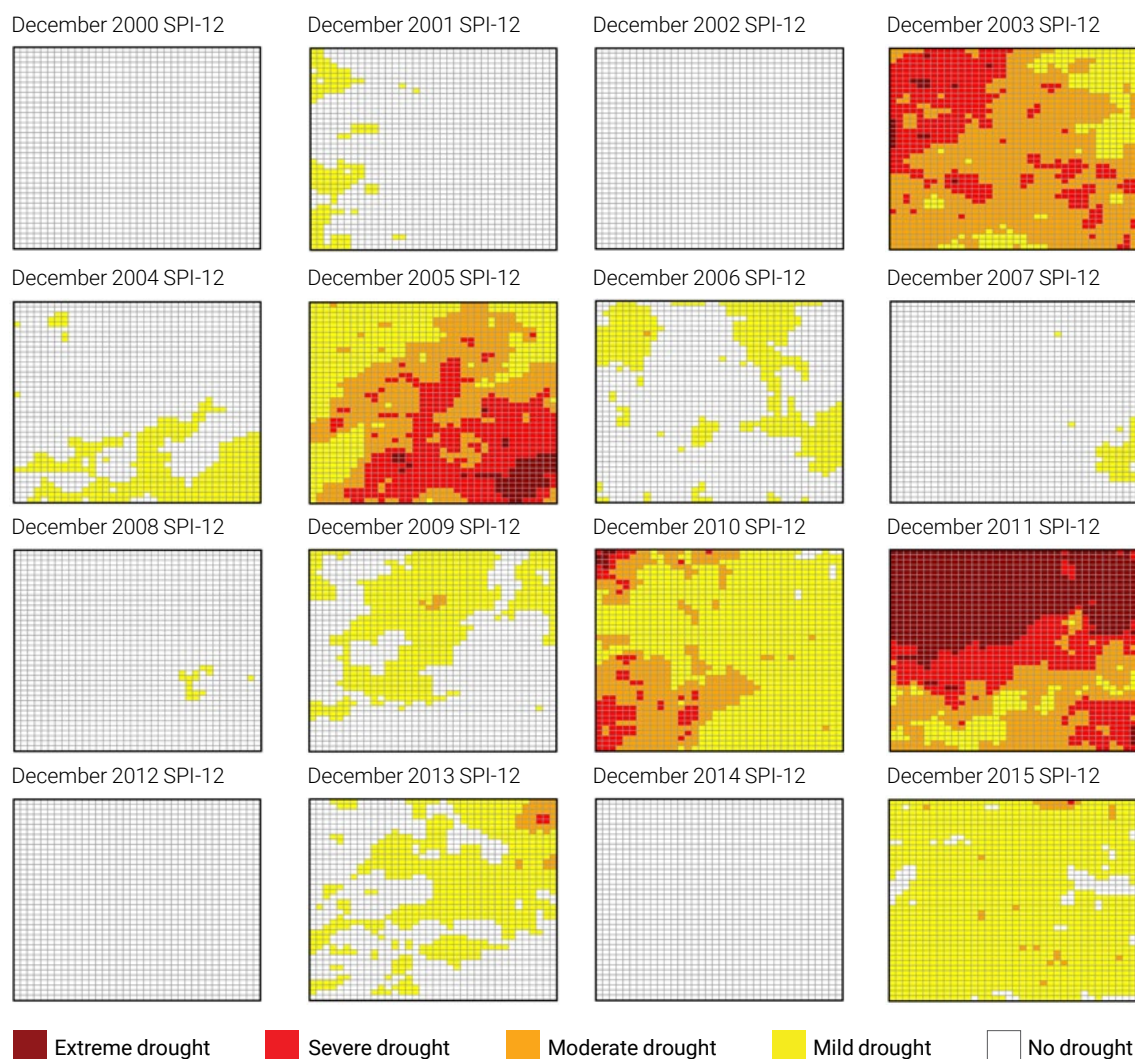 December 2000 SPI-12
December 2001 SPI-12
December 2002 SPI-12
December 2003 SPI-12
December 2004 SPI-12
December 2005 SPI-12
December 2006 SPI-12
December 2007 SPI-12
December 2008 SPI-12
December 2009 SPI-12
December 2010 SPI-12
December 2011 SPI-12
December 2012 SPI-12
December 2013 SPI-12
December 2014 SPI-12
December 2015 SPI-12
Extreme drought
Severe drought
Moderate drought
Mild drought
No drought